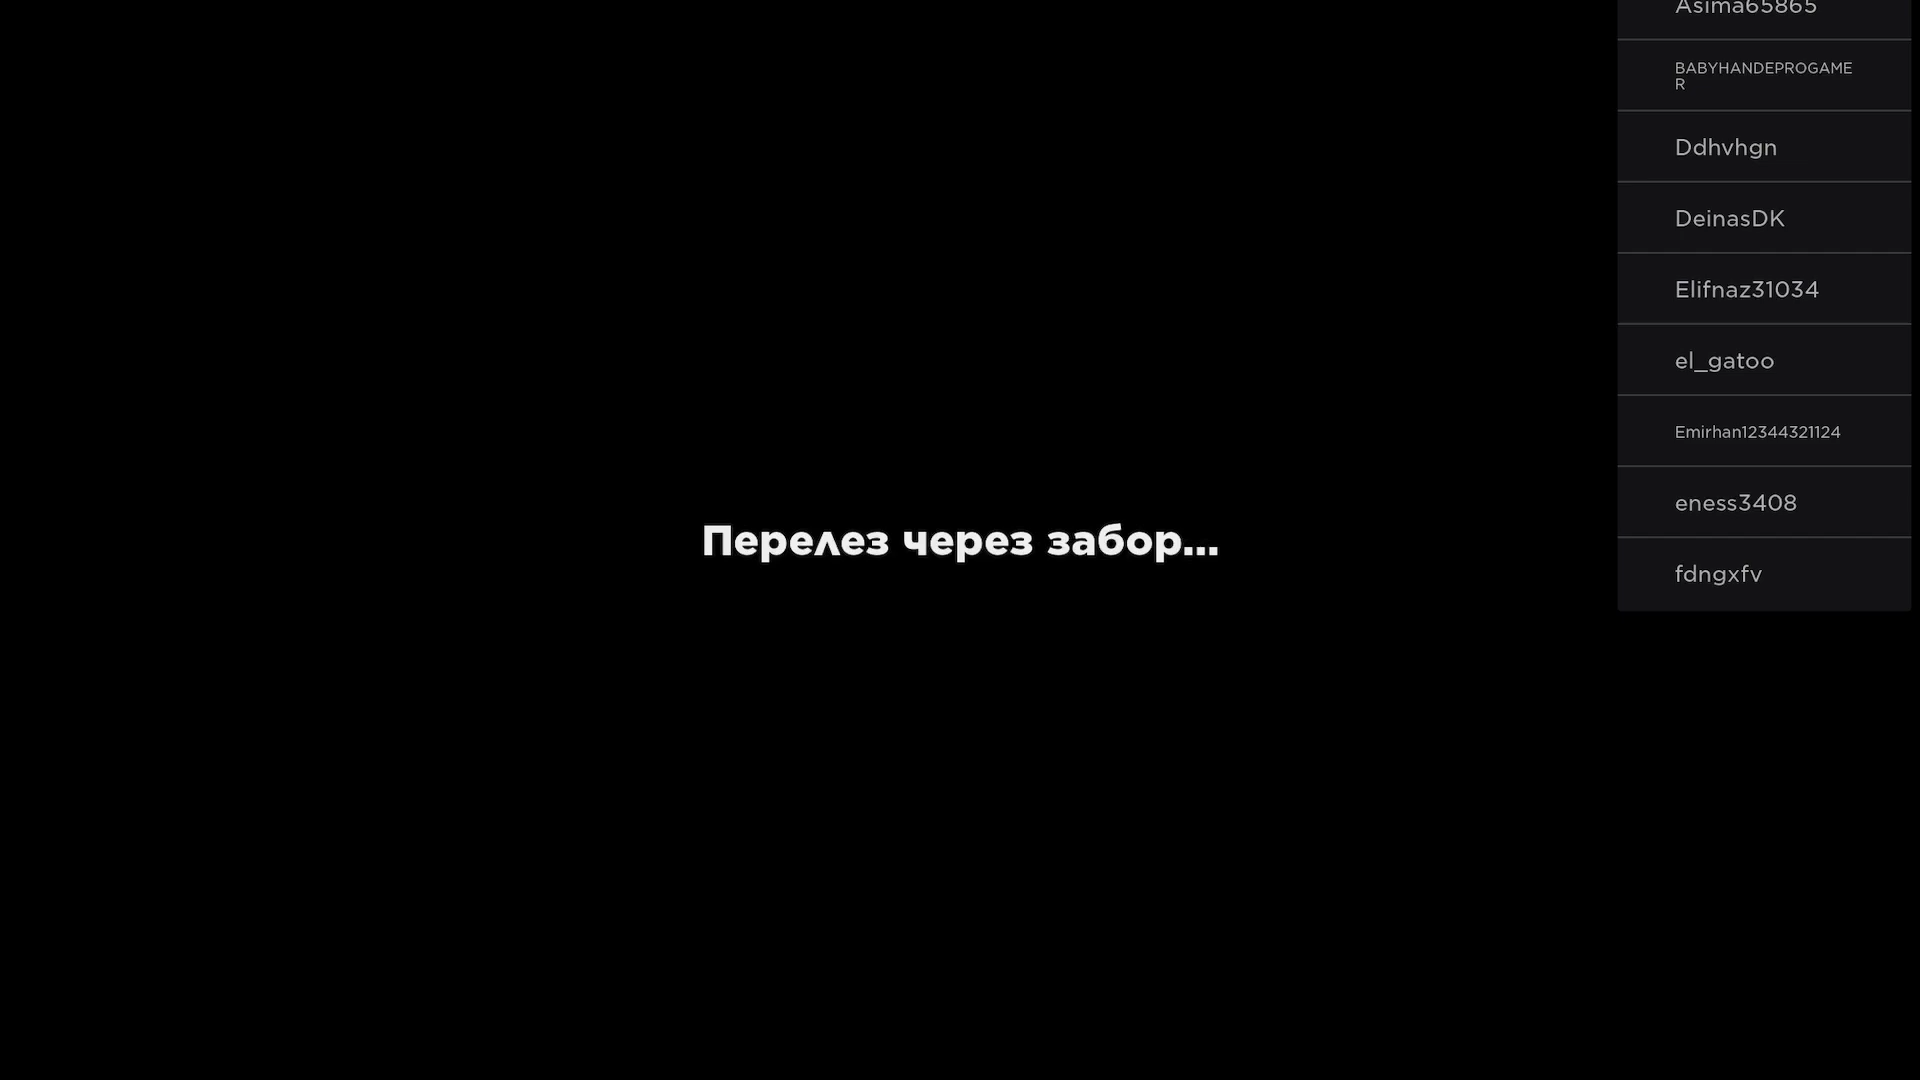 Asima65865
BABYHANDEPROGAME
R
Ddhvhgn
DeinasDK
Elifnaz31034
el_gatoo
Emirhan12344321124
eness3408
Перелез через забор...
fdngxfv